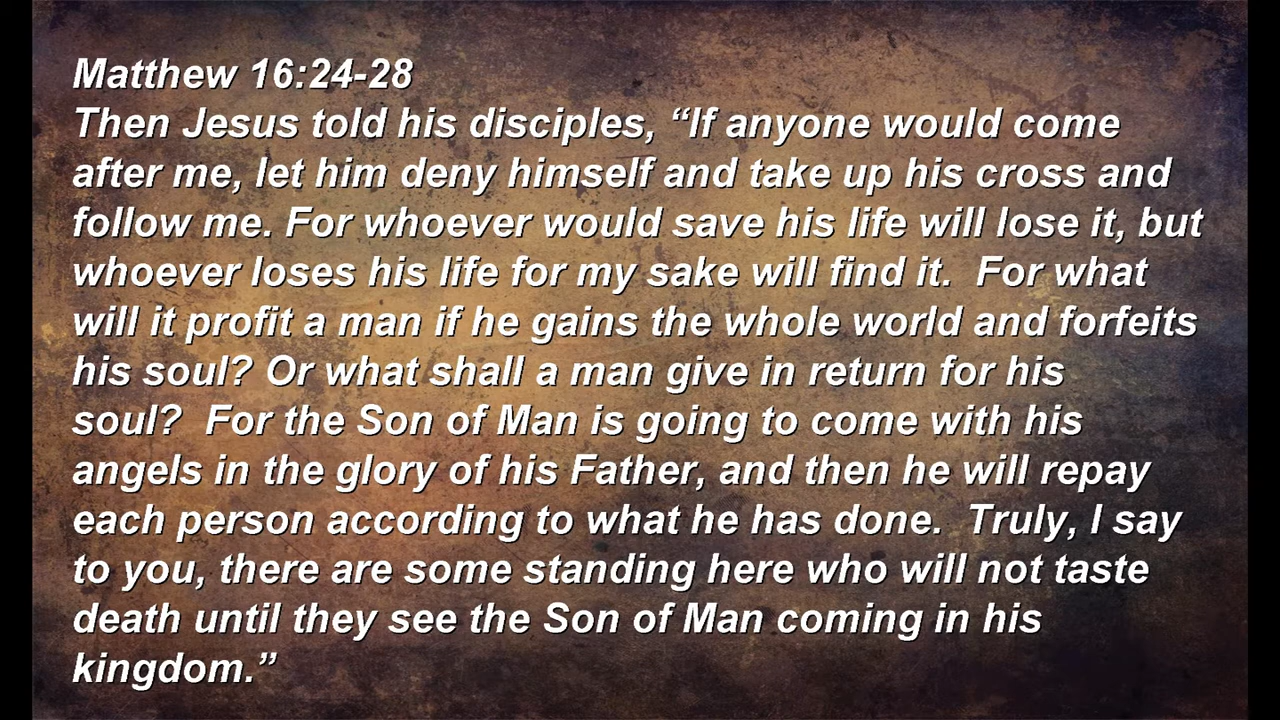 Matthew 16:24-28
Then Jesus told his disciples, “If anyone would come
after me, let him deny himself and take up his cross and
follow me. For whoever would save his life will lose it, but
whoever loses his life for my sake will find it.  For what
will it profit a man if he gains the whole world and forfeits
his soul? Or what shall a man give in return for his
soul?  For the Son of Man is going to come with his
angels in the glory of his Father, and then he will repay
each person according to what he has done.  Truly, I say
to you, there are some standing here who will not taste
death until they see the Son of Man coming in his
kingdom.”